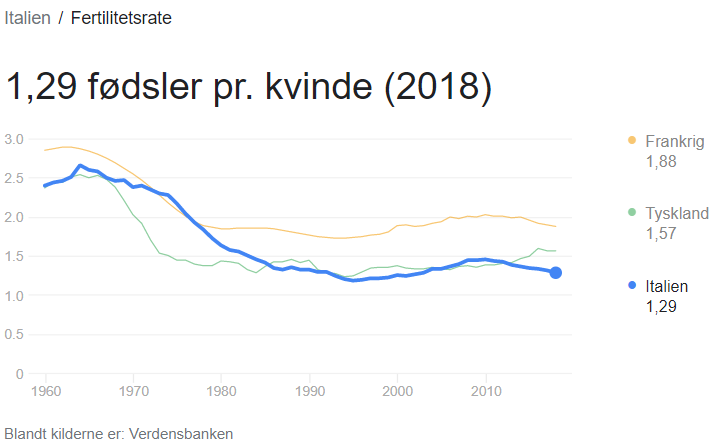 Italien / Fertilitetsrate
1,29 fødsler pr. kvinde (2018)
3.0
2.5
2.0
1.5
1.0
0.5
0
1960 1970 1980 1990 2000 2010
Frankrig
1,88
Tyskland
1,57
Italien
1,29
Blandt kilderne er: Verdensbanken